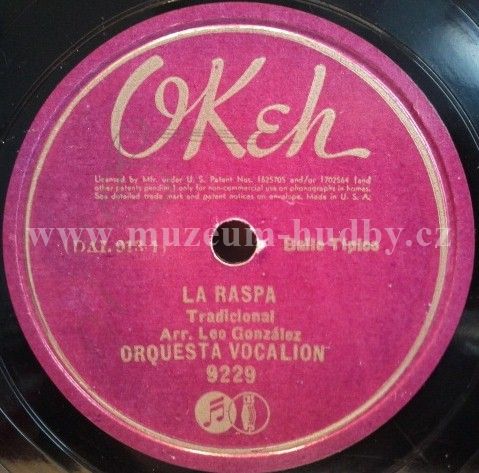 OKeh
Licensed by Mfr. under U. S. Patent Nos. 1625705 and/or 1702564 (and
other patents pending) only for non-commercial use on phonographs in homes.
See detailed trade mark and patent notices on envelope. Made in U. S. A.
www.muzeum-hudby.cz
Baile Tipico
LA RASPA
Tradicional
Arr. Leo González
ORQUESTA VOCALION
9229